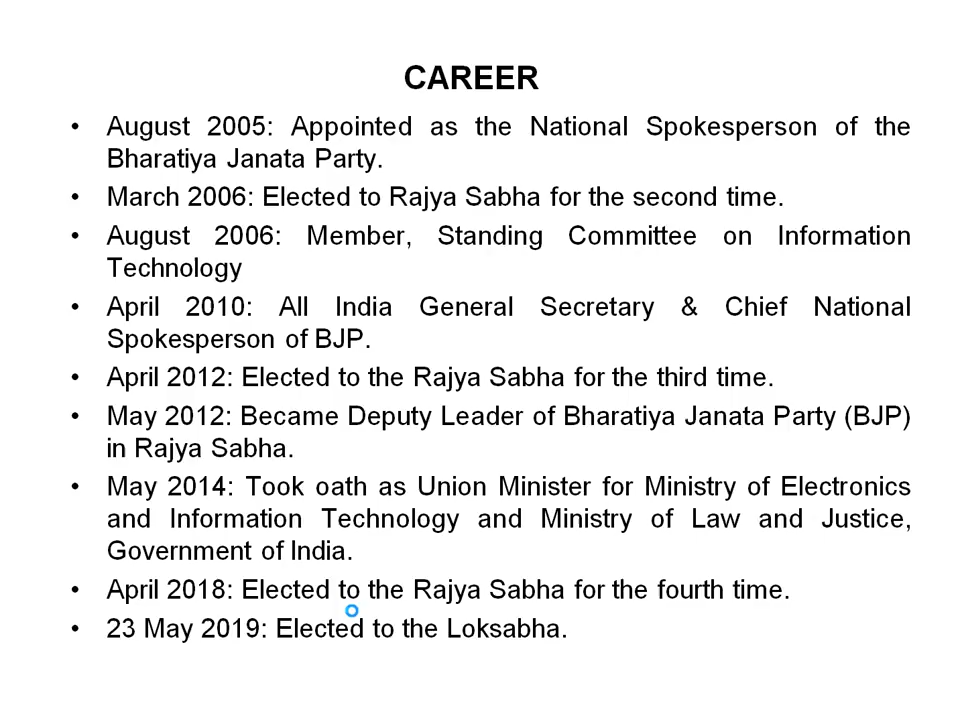 CAREER
• August 2005: Appointed as the National Spokesperson of the
Bharatiya Janata Party.
• March 2006: Elected to Rajya Sabha for the second time.
• August 2006: Member, Standing Committee on Information
Technology
• April 2010: All India General Secretary & Chief National
Spokesperson of BJP.
• April 2012: Elected to the Rajya Sabha for the third time.
• May 2012: Became Deputy Leader of Bharatiya Janata Party (BJP)
in Rajya Sabha.
• May 2014: Took oath as Union Minister for Ministry of Electronics
and Information Technology and Ministry of Law and Justice,
Government of India.
• April 2018: Elected to the Rajya Sabha for the fourth time.
• 23 May 2019: Elected to the Loksabha.